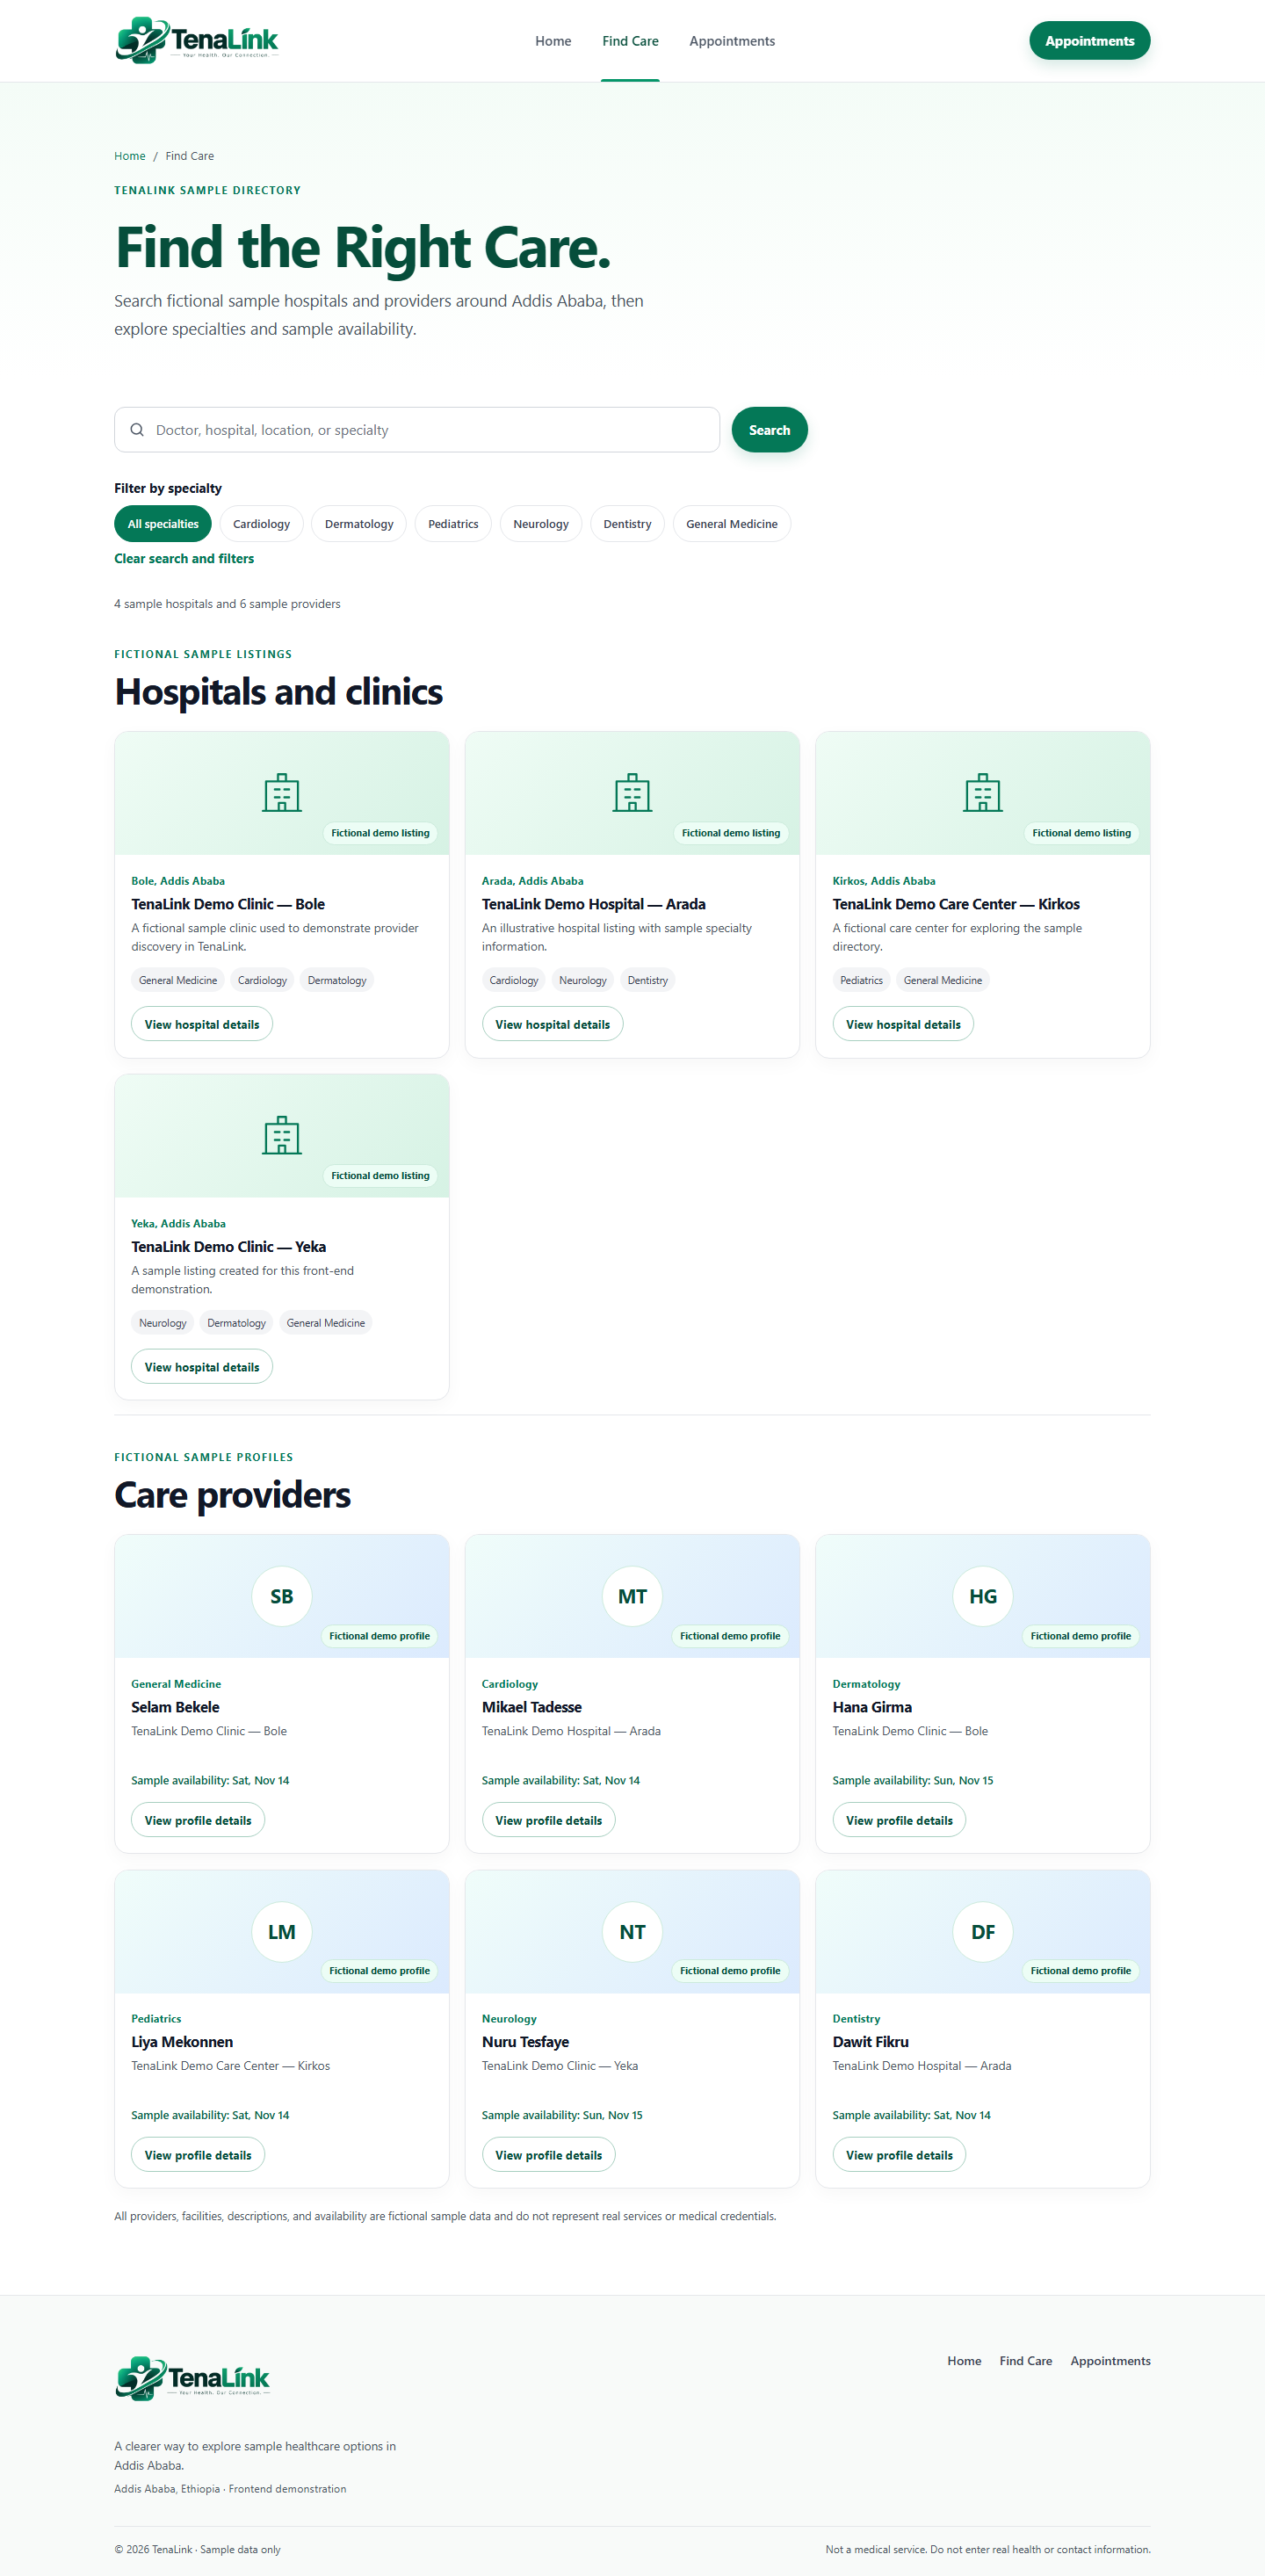 TenaLink
Your Health. Our Connection.
Home
Find Care
Appointments
Appointments
Home / Find Care
TENALINK SAMPLE DIRECTORY
Find the Right Care.
Search fictional sample hospitals and providers around Addis Ababa, then
explore specialties and sample availability.
Doctor, hospital, location, or specialty
Search
Filter by specialty
All specialties
Cardiology
Dermatology
Pediatrics
Neurology
Dentistry
General Medicine
Clear search and filters
4 sample hospitals and 6 sample providers
FICTIONAL SAMPLE LISTINGS
Hospitals and clinics
Fictional demo listing
Bole, Addis Ababa
TenaLink Demo Clinic — Bole
A fictional sample clinic used to demonstrate provider
discovery in TenaLink.
General Medicine
Cardiology
Dermatology
View hospital details
Fictional demo listing
Arada, Addis Ababa
TenaLink Demo Hospital — Arada
An illustrative hospital listing with sample specialty
information.
Cardiology
Neurology
Dentistry
View hospital details
Fictional demo listing
Kirkos, Addis Ababa
TenaLink Demo Care Center — Kirkos
A fictional care center for exploring the sample
directory.
Pediatrics
General Medicine
View hospital details
Fictional demo listing
Yeka, Addis Ababa
TenaLink Demo Clinic — Yeka
A sample listing created for this front-end
demonstration.
Neurology
Dermatology
General Medicine
View hospital details
FICTIONAL SAMPLE PROFILES
Care providers
SB
Fictional demo profile
General Medicine
Selam Bekele
TenaLink Demo Clinic — Bole
Sample availability: Sat, Nov 14
View profile details
MT
Fictional demo profile
Cardiology
Mikael Tadesse
TenaLink Demo Hospital — Arada
Sample availability: Sat, Nov 14
View profile details
HG
Fictional demo profile
Dermatology
Hana Girma
TenaLink Demo Clinic — Bole
Sample availability: Sun, Nov 15
View profile details
LM
Fictional demo profile
Pediatrics
Liya Mekonnen
TenaLink Demo Care Center — Kirkos
Sample availability: Sat, Nov 14
View profile details
NT
Fictional demo profile
Neurology
Nuru Tesfaye
TenaLink Demo Clinic — Yeka
Sample availability: Sun, Nov 15
View profile details
DF
Fictional demo profile
Dentistry
Dawit Fikru
TenaLink Demo Hospital — Arada
Sample availability: Sat, Nov 14
View profile details
All providers, facilities, descriptions, and availability are fictional sample data and do not represent real services or medical credentials.
TenaLink
Your Health. Our Connection.
Home
Find Care
Appointments
A clearer way to explore sample healthcare options in
Addis Ababa.
Addis Ababa, Ethiopia · Frontend demonstration
© 2026 TenaLink · Sample data only
Not a medical service. Do not enter real health or contact information.